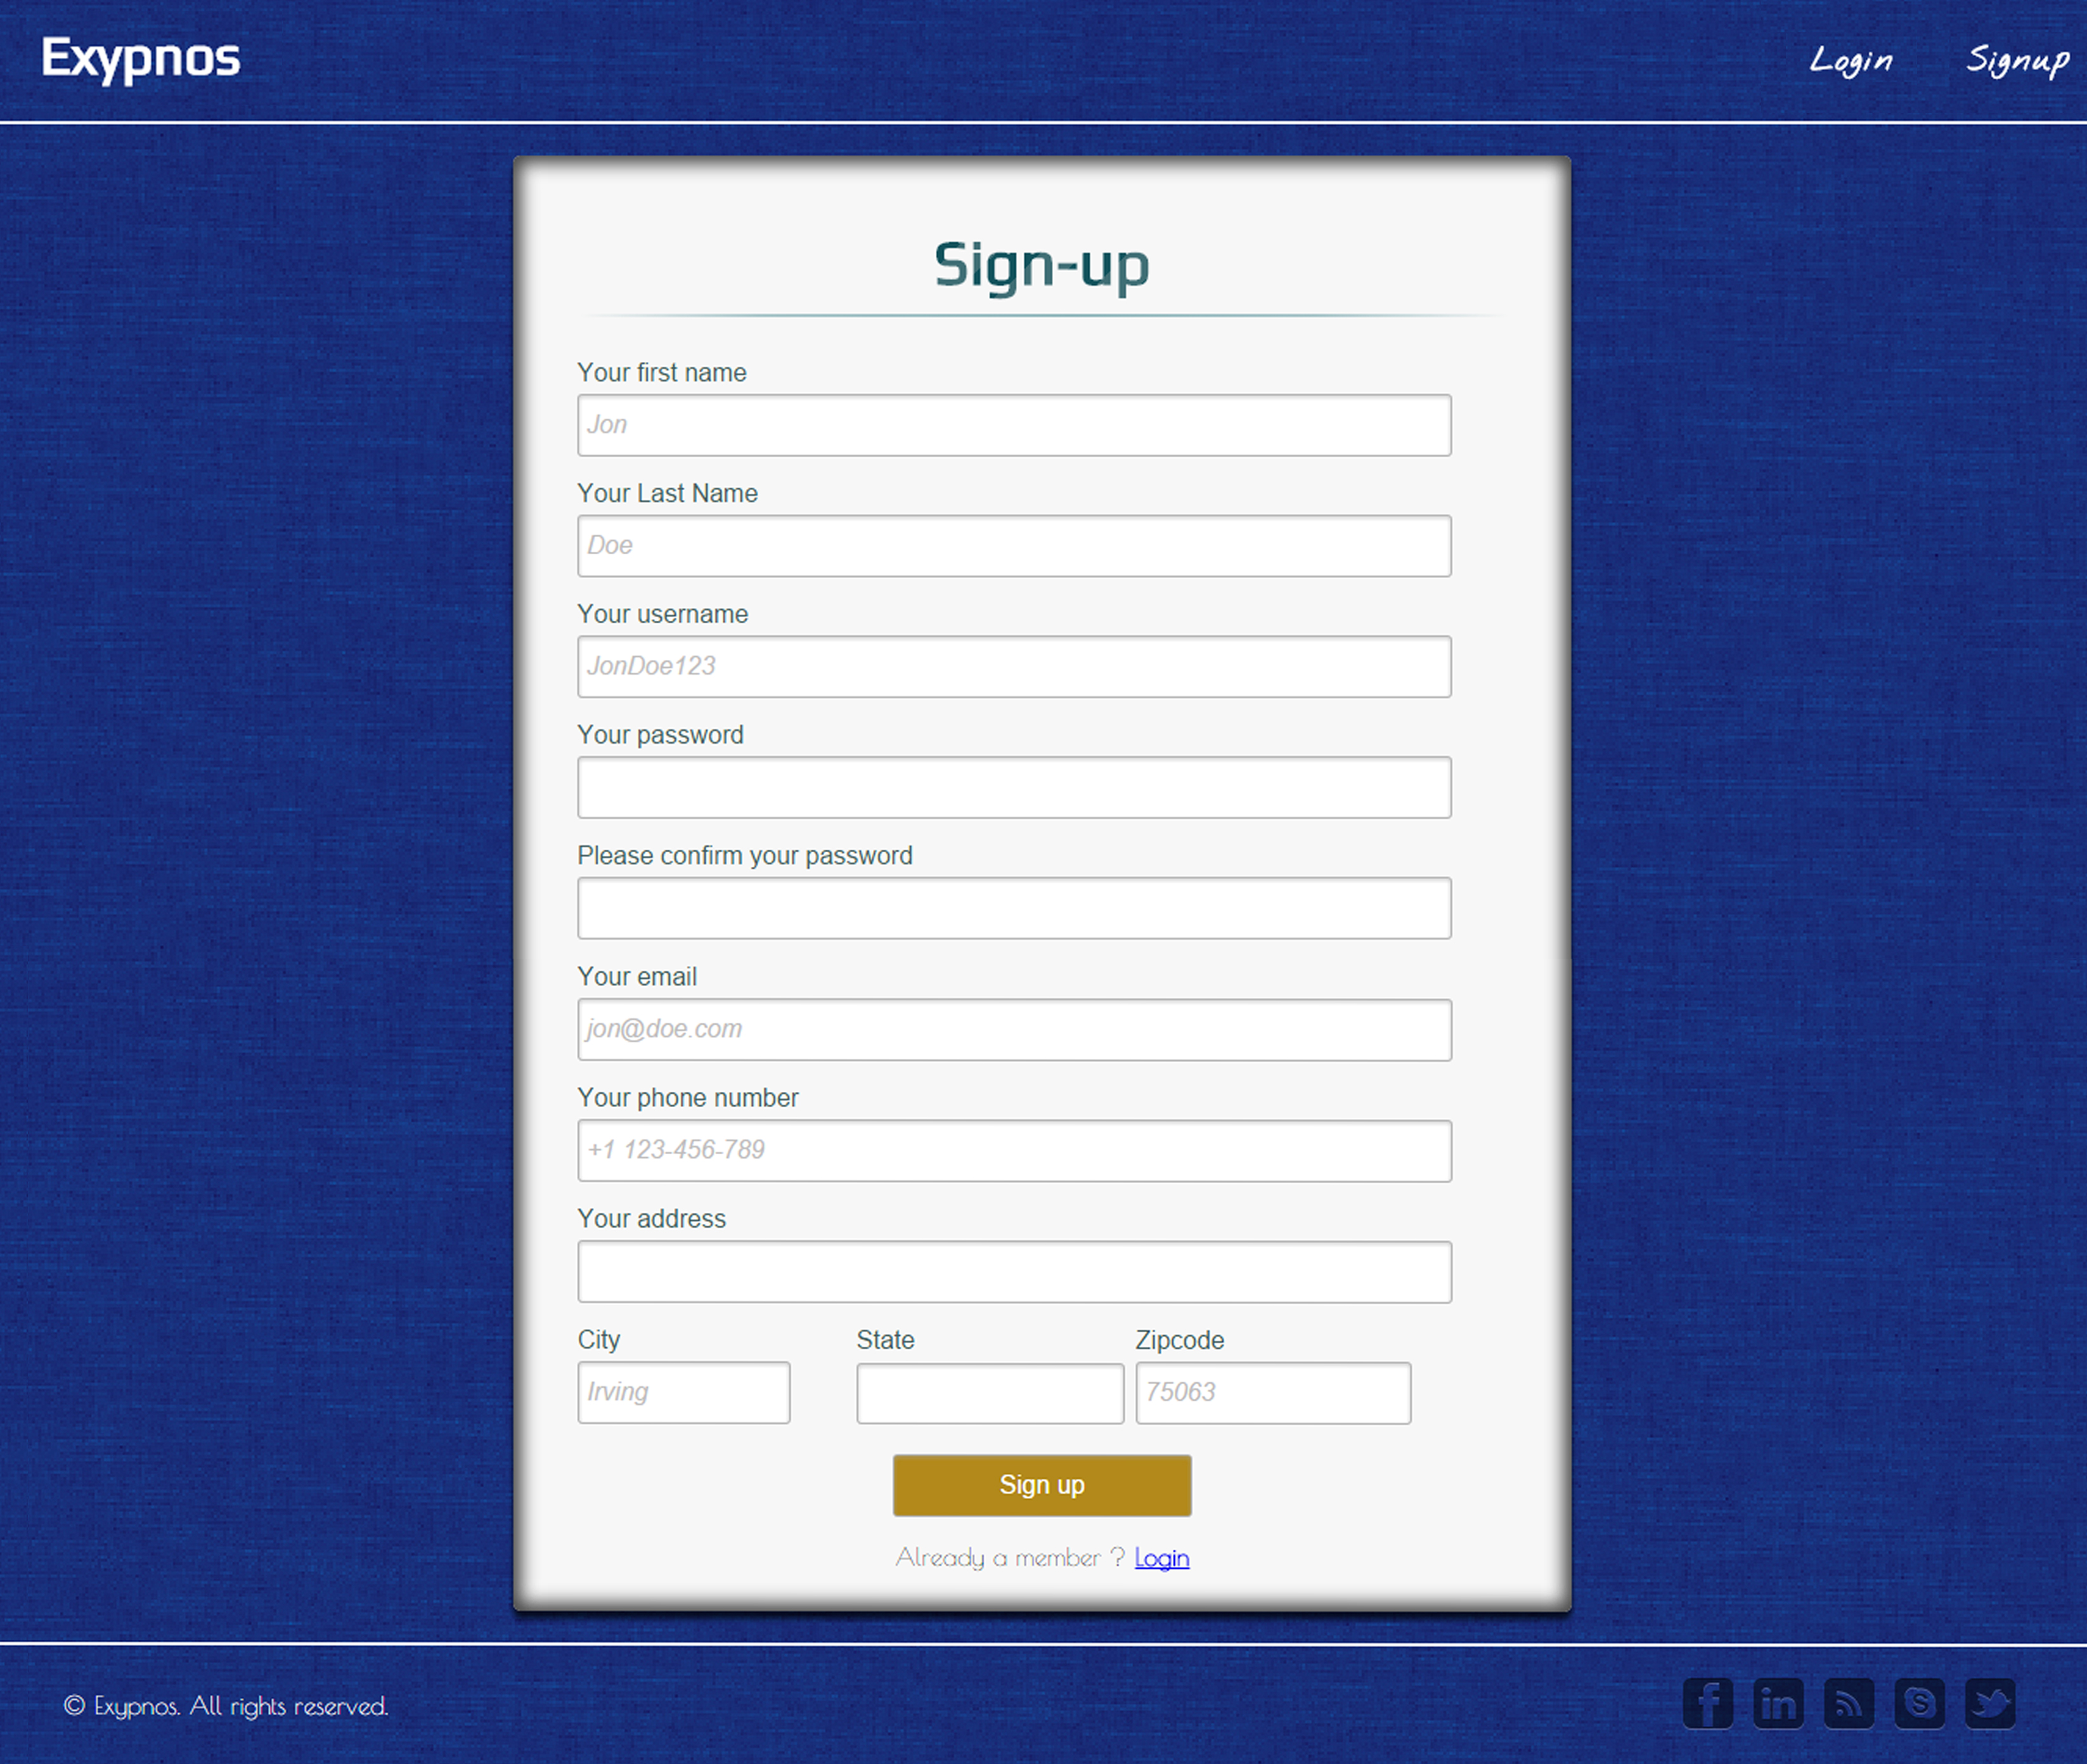 Exypnos
Login Signup
Sign-up
Your first name
Jon
Your Last Name
Doe
Your username
JonDoe123
Your password
Please confirm your password
Your email
jon@doe.com
Your phone number
+1 123-456-789
Your address
City State Zipcode
Irving 75063
Sign up
Already a member ? Login
© Exypnos. All rights reserved.